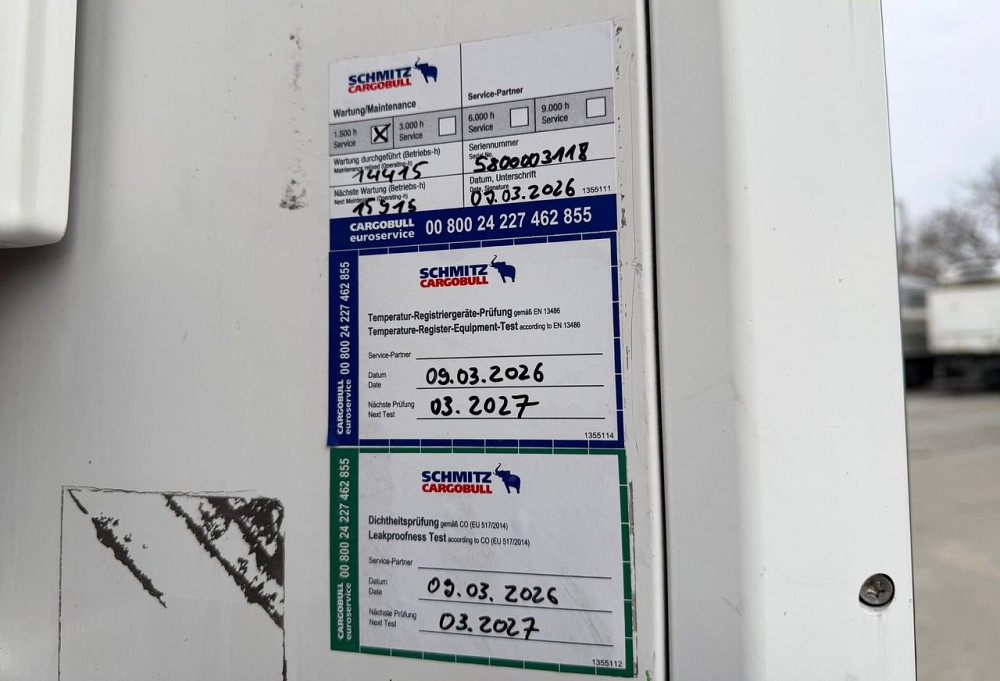 SCHMITZ
CARGOBULL
Wartung/Maintenance
Service-Partner
1.500 h
Service
3.000 h
Service
6.000 h
Service
9.000 h
Service
Wartung durchgeführt (Betriebs-h)
14415
Seriennummer
Serial No.
5800003118
Nächste Wartung (Betriebs-h)
15915
Datum, Unterschrift
Date, Signature
09.03.2026
1355111
CARGOBULL
euroservice
00 800 24 227 462 855
CARGOBULL
euroservice
00 800 24 227 462 855
SCHMITZ
CARGOBULL
Temperatur-Registriergeräte-Prüfung gemäß EN 13486
Temperature-Register-Equipment-Test according to EN 13486
Service-Partner
Datum
Date
09.03.2026
Nächste Prüfung
Next Test
03.2027
1355114
CARGOBULL
euroservice
00 800 24 227 462 855
SCHMITZ
CARGOBULL
Dichtheitsprüfung gemäß CO (EU 517/2014)
Leakproofness Test according to CO (EU 517/2014)
Service-Partner
Datum
Date
09.03.2026
Nächste Prüfung
Next Test
03.2027
1355112